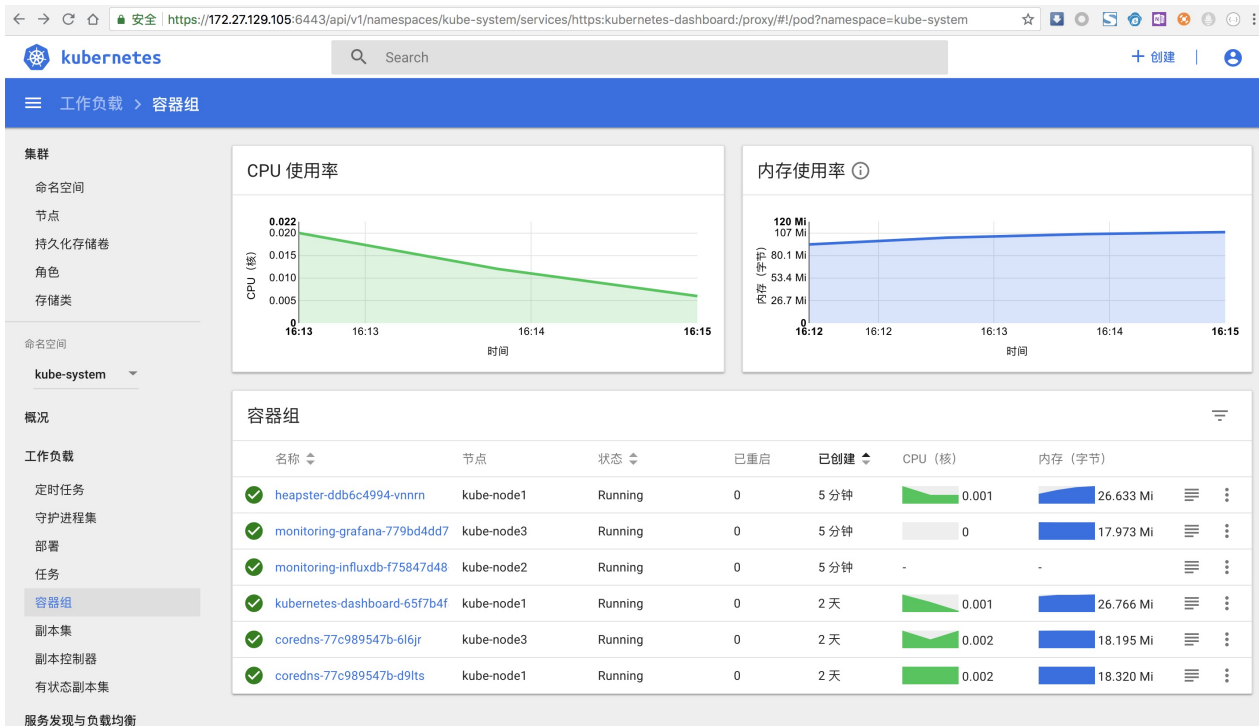 安全 https://172.27.129.105:6443/api/v1/namespaces/kube-system/services/https:kubernetes-dashboard:/proxy/#!/pod?namespace=kube-system
kubernetes Search + 创建
工作负载 > 容器组
集群
命名空间
节点
持久化存储卷
角色
存储类
命名空间
kube-system
概况
工作负载
定时任务
守护进程集
部署
任务
容器组
副本集
副本控制器
有状态副本集
服务发现与负载均衡
CPU 使用率
CPU (核)
0.022
0.020
0.015
0.010
0.005
0
16:13 16:13 16:14 16:15
时间
内存使用率
内存 (字节)
120 Mi
107 Mi
80.1 Mi
53.4 Mi
26.7 Mi
0
16:12 16:12 16:13 16:14 16:15
时间
容器组
名称 节点 状态 已重启 已创建 CPU (核) 内存 (字节)
heapster-ddb6c4994-vnnrn kube-node1 Running 0 5 分钟 0.001 26.633 Mi
monitoring-grafana-779bd4dd7 kube-node3 Running 0 5 分钟 0 17.973 Mi
monitoring-influxdb-f75847d48 kube-node2 Running 0 5 分钟 - -
kubernetes-dashboard-65f7b4f kube-node1 Running 0 2 天 0.001 26.766 Mi
coredns-77c989547b-6l6jr kube-node3 Running 0 2 天 0.002 18.195 Mi
coredns-77c989547b-d9lts kube-node1 Running 0 2 天 0.002 18.320 Mi